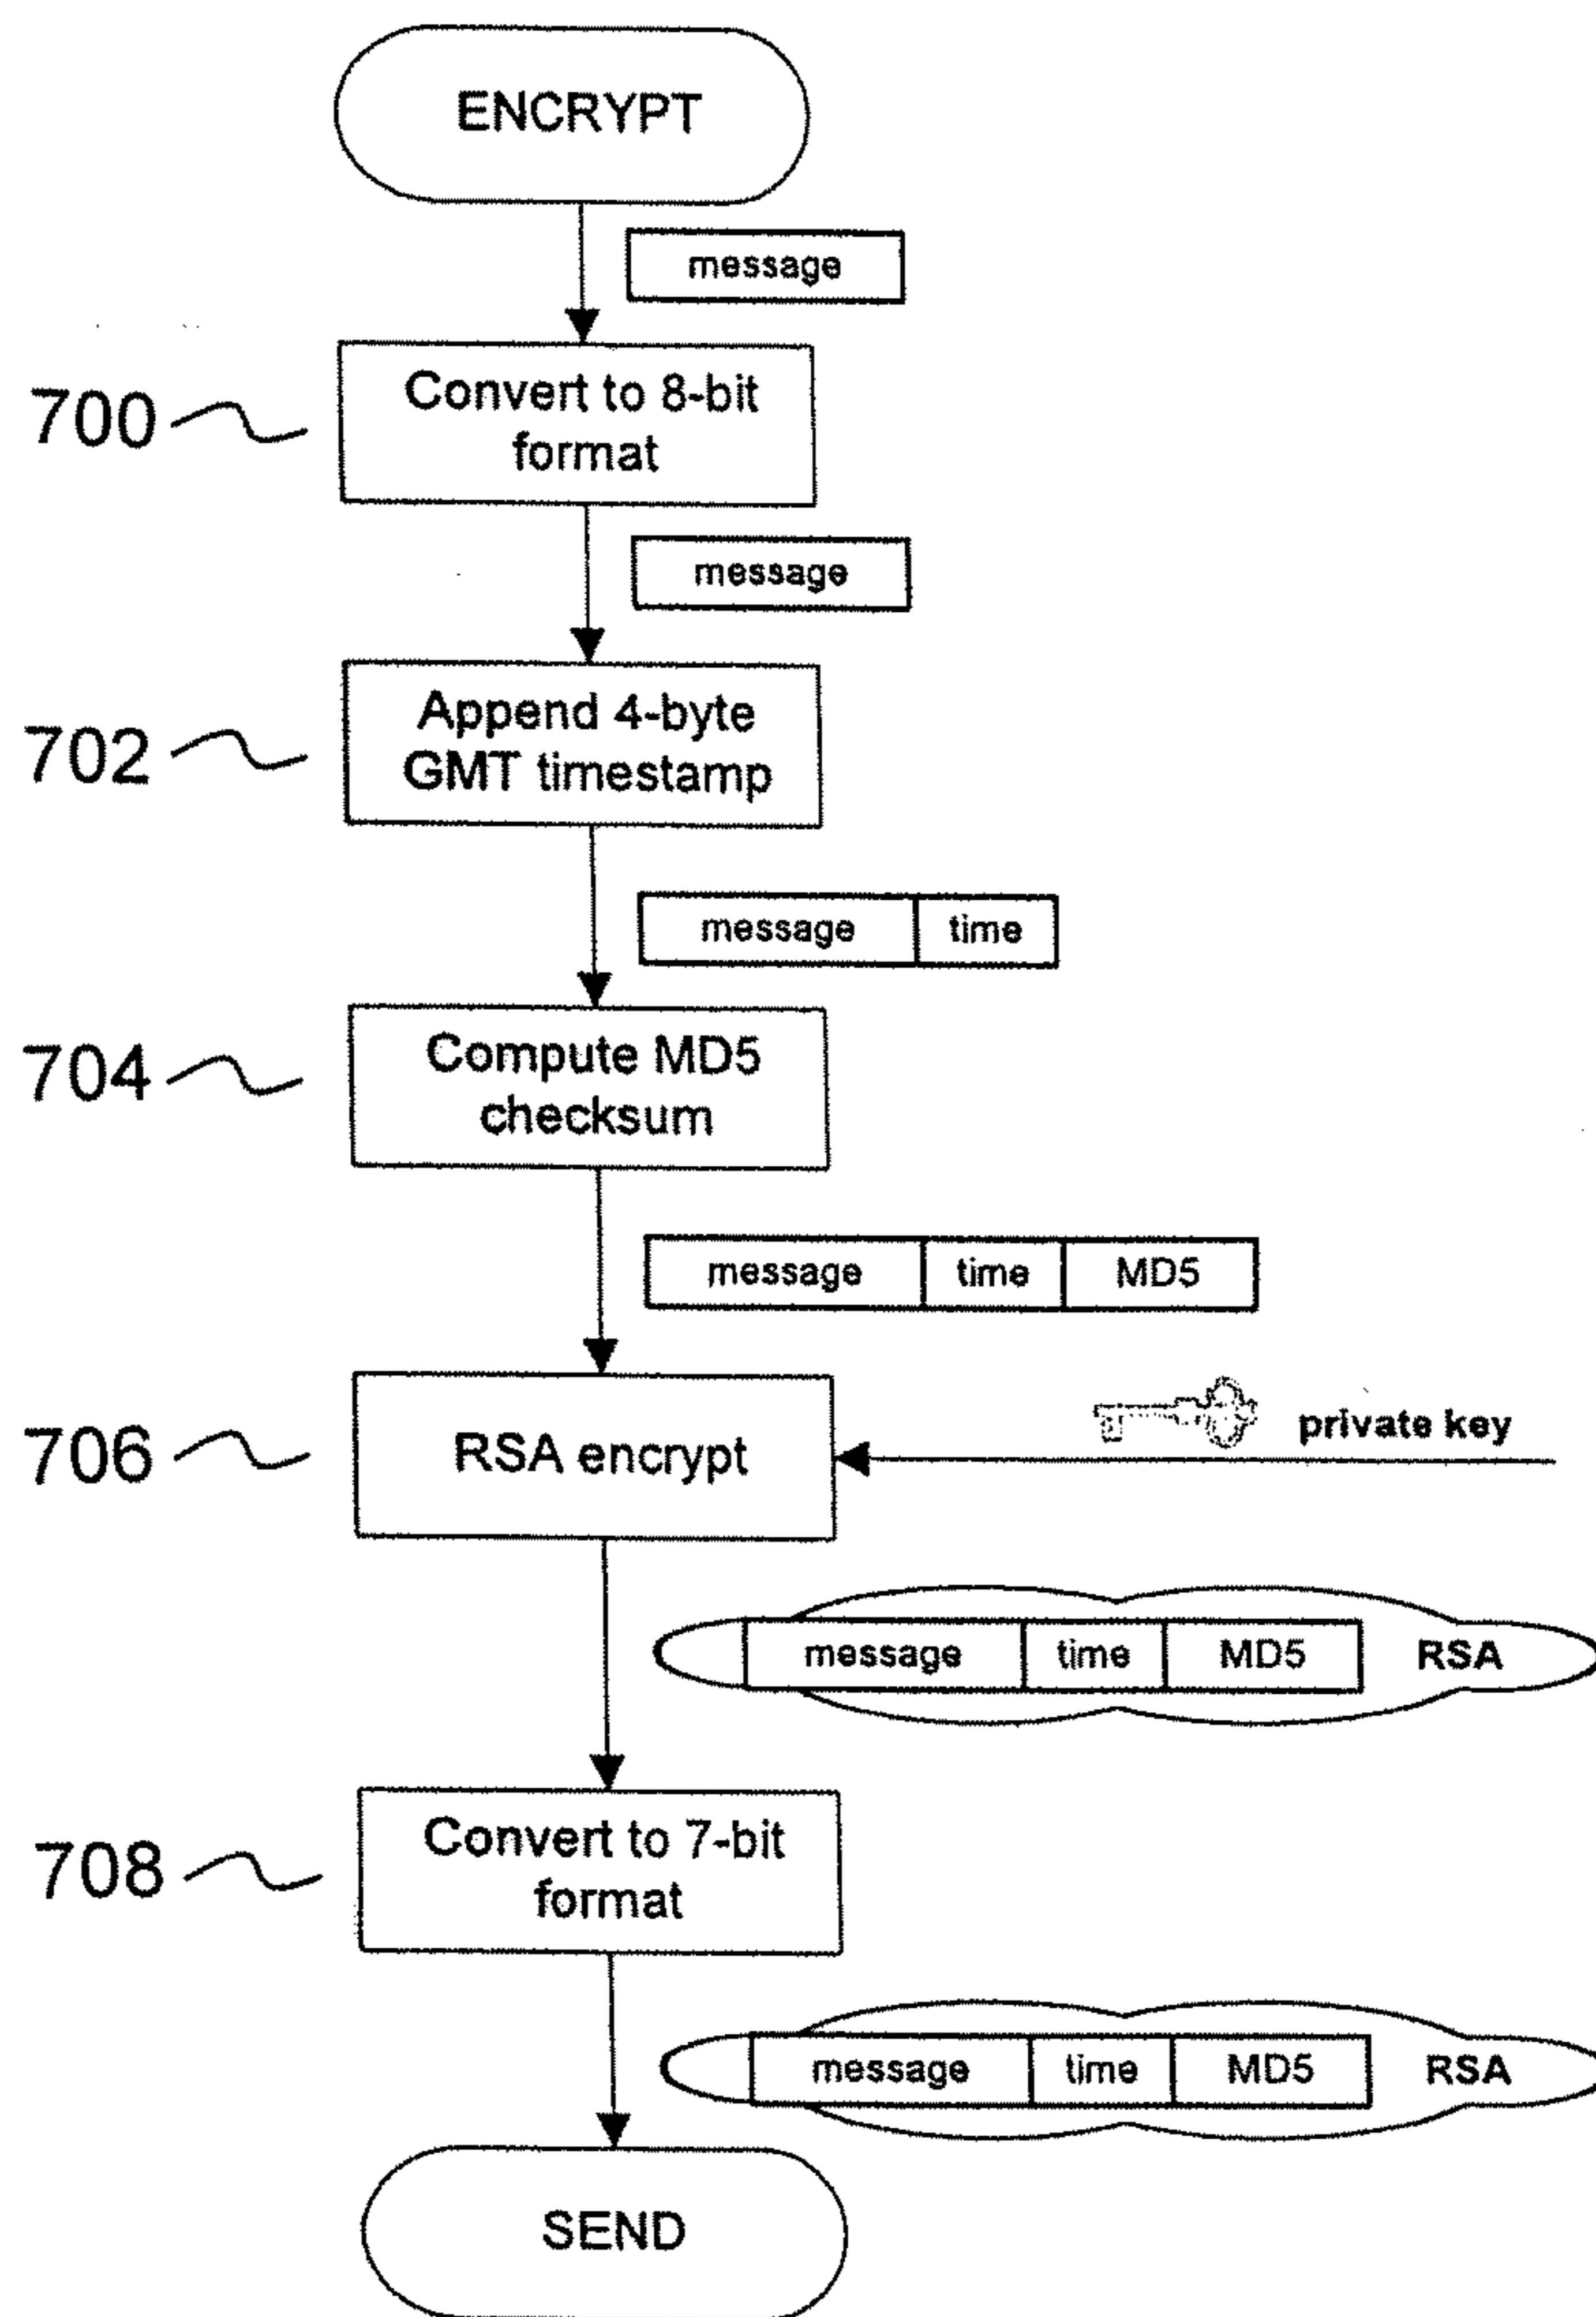 ENCRYPT
message
700
Convert to 8-bit
format
message
702
Append 4-byte
GMT timestamp
message time
704
Compute MD5
checksum
message time MD5
706
RSA encrypt
private key
message time MD5 RSA
708
Convert to 7-bit
format
message time MD5 RSA
SEND